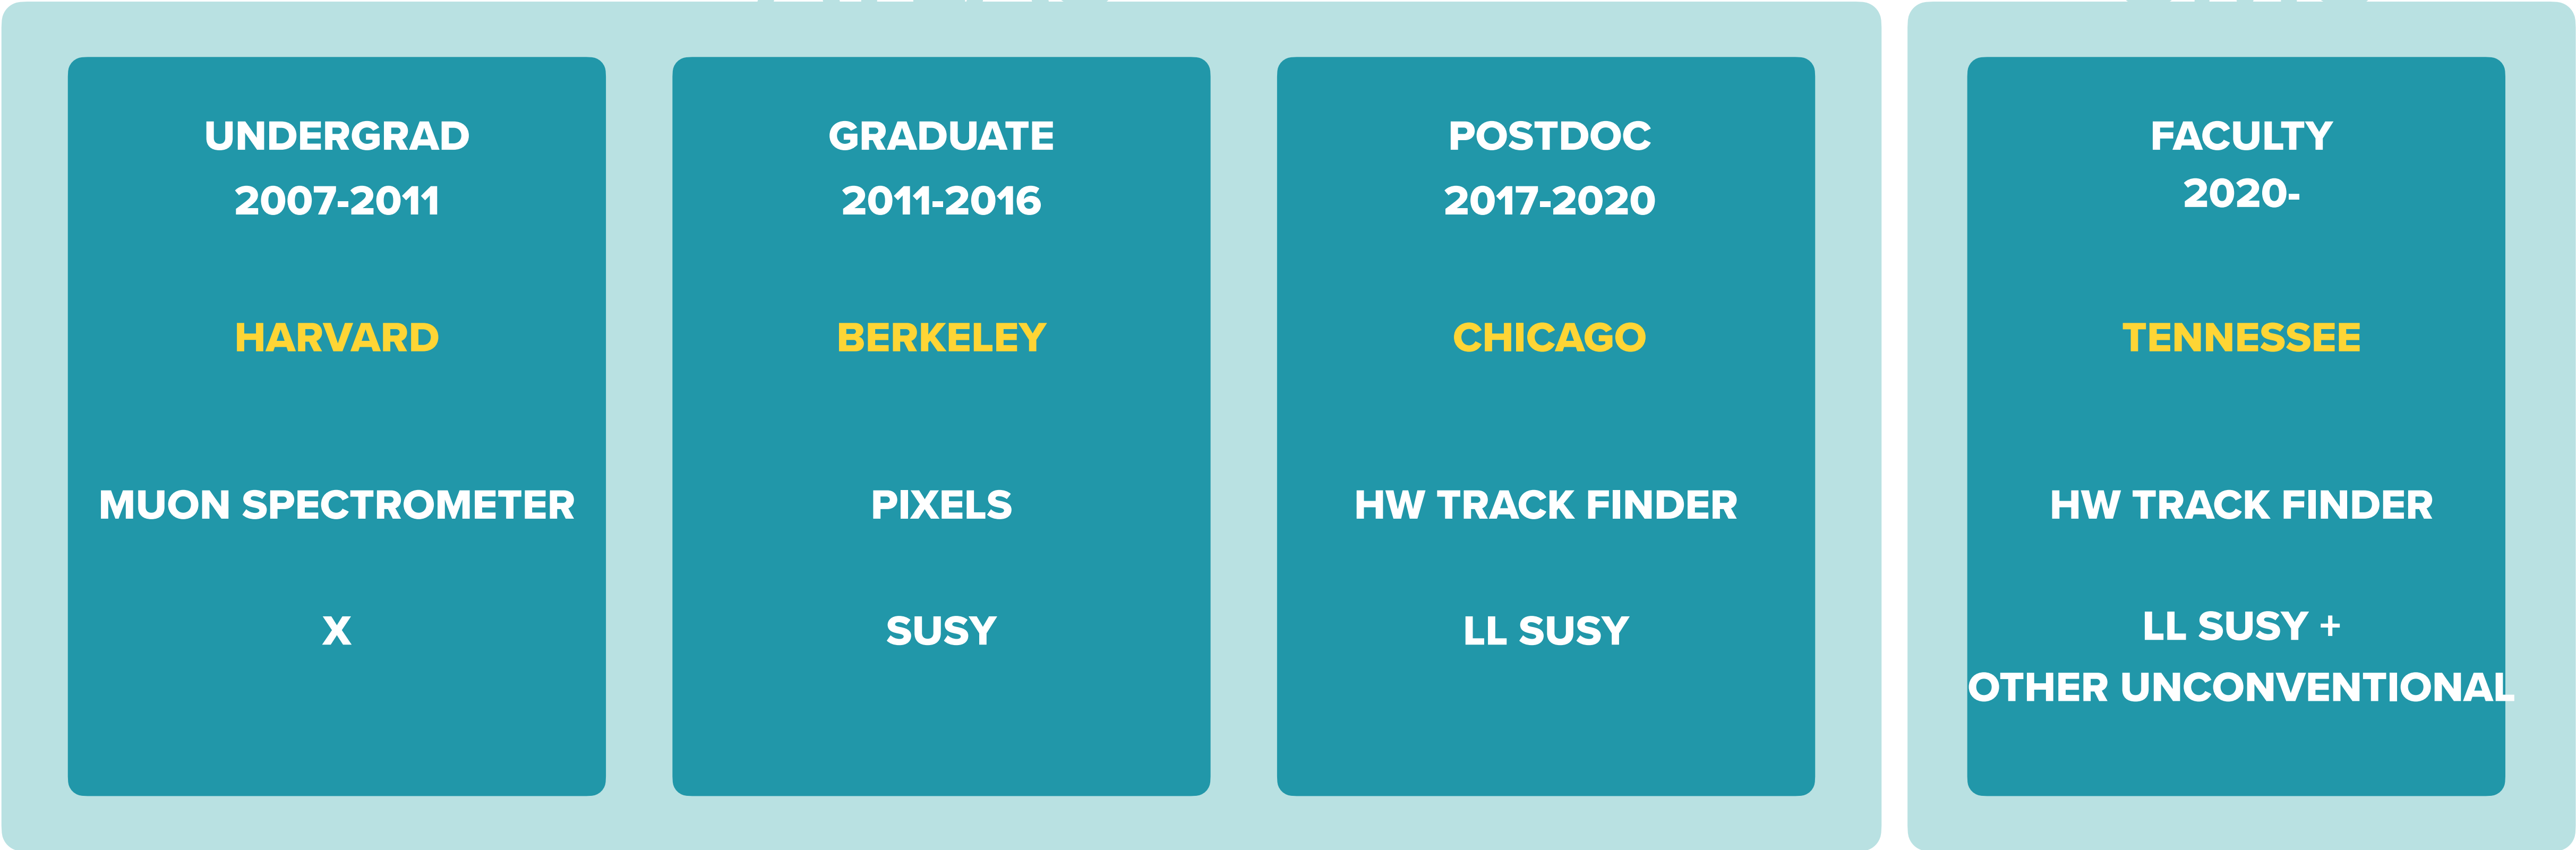 UNDERGRAD
2007-2011
HARVARD
MUON SPECTROMETER
X
GRADUATE
2011-2016
BERKELEY
PIXELS
SUSY
POSTDOC
2017-2020
CHICAGO
HW TRACK FINDER
LL SUSY
FACULTY
2020-
TENNESSEE
HW TRACK FINDER
LL SUSY +
OTHER UNCONVENTIONAL